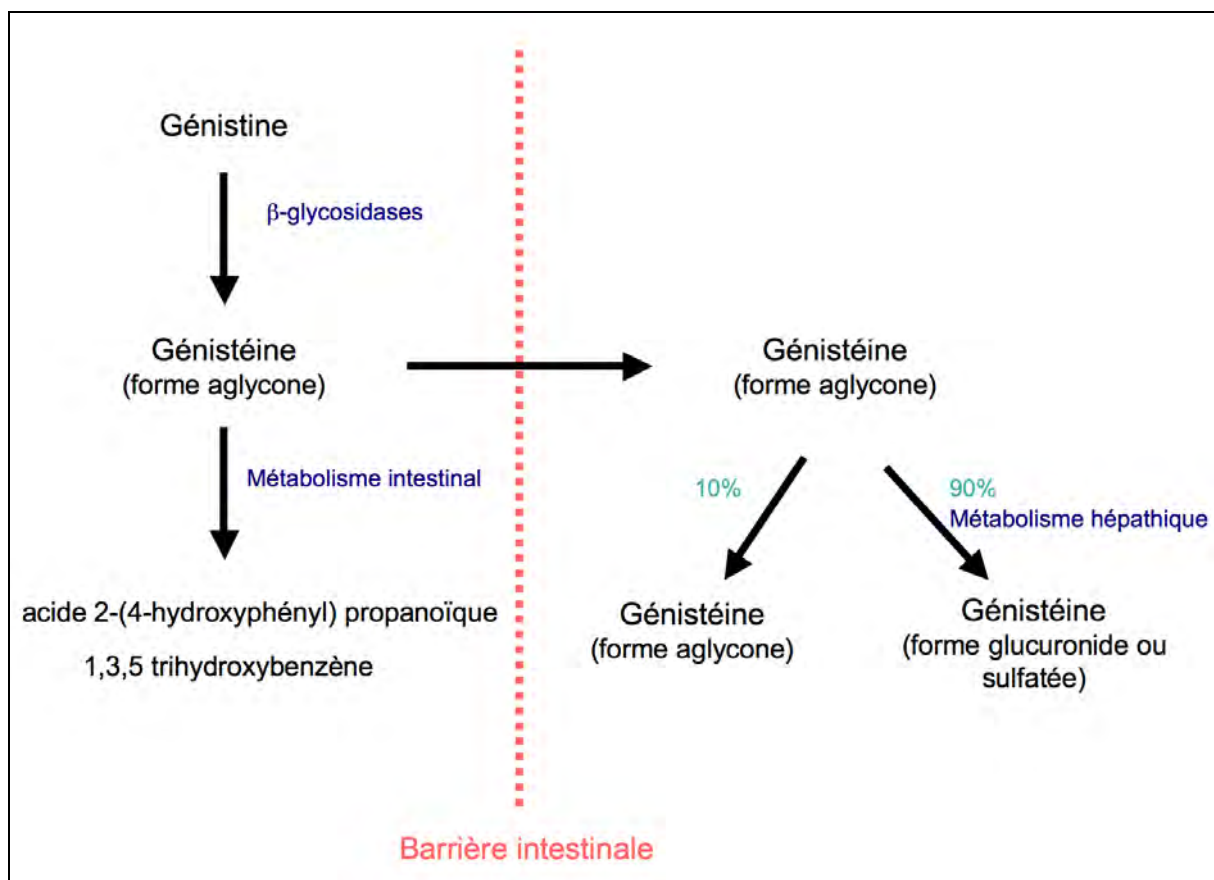 Génistine
β-glycosidases
Génistéine
(forme aglycone)
Métabolisme intestinal
acide 2-(4-hydroxyphényl) propanoïque
1,3,5 trihydroxybenzène
Génistéine
(forme aglycone)
10%
90%
Métabolisme hépathique
Génistéine
(forme aglycone)
Génistéine
(forme glucuronide ou
sulfatée)
Barrière intestinale